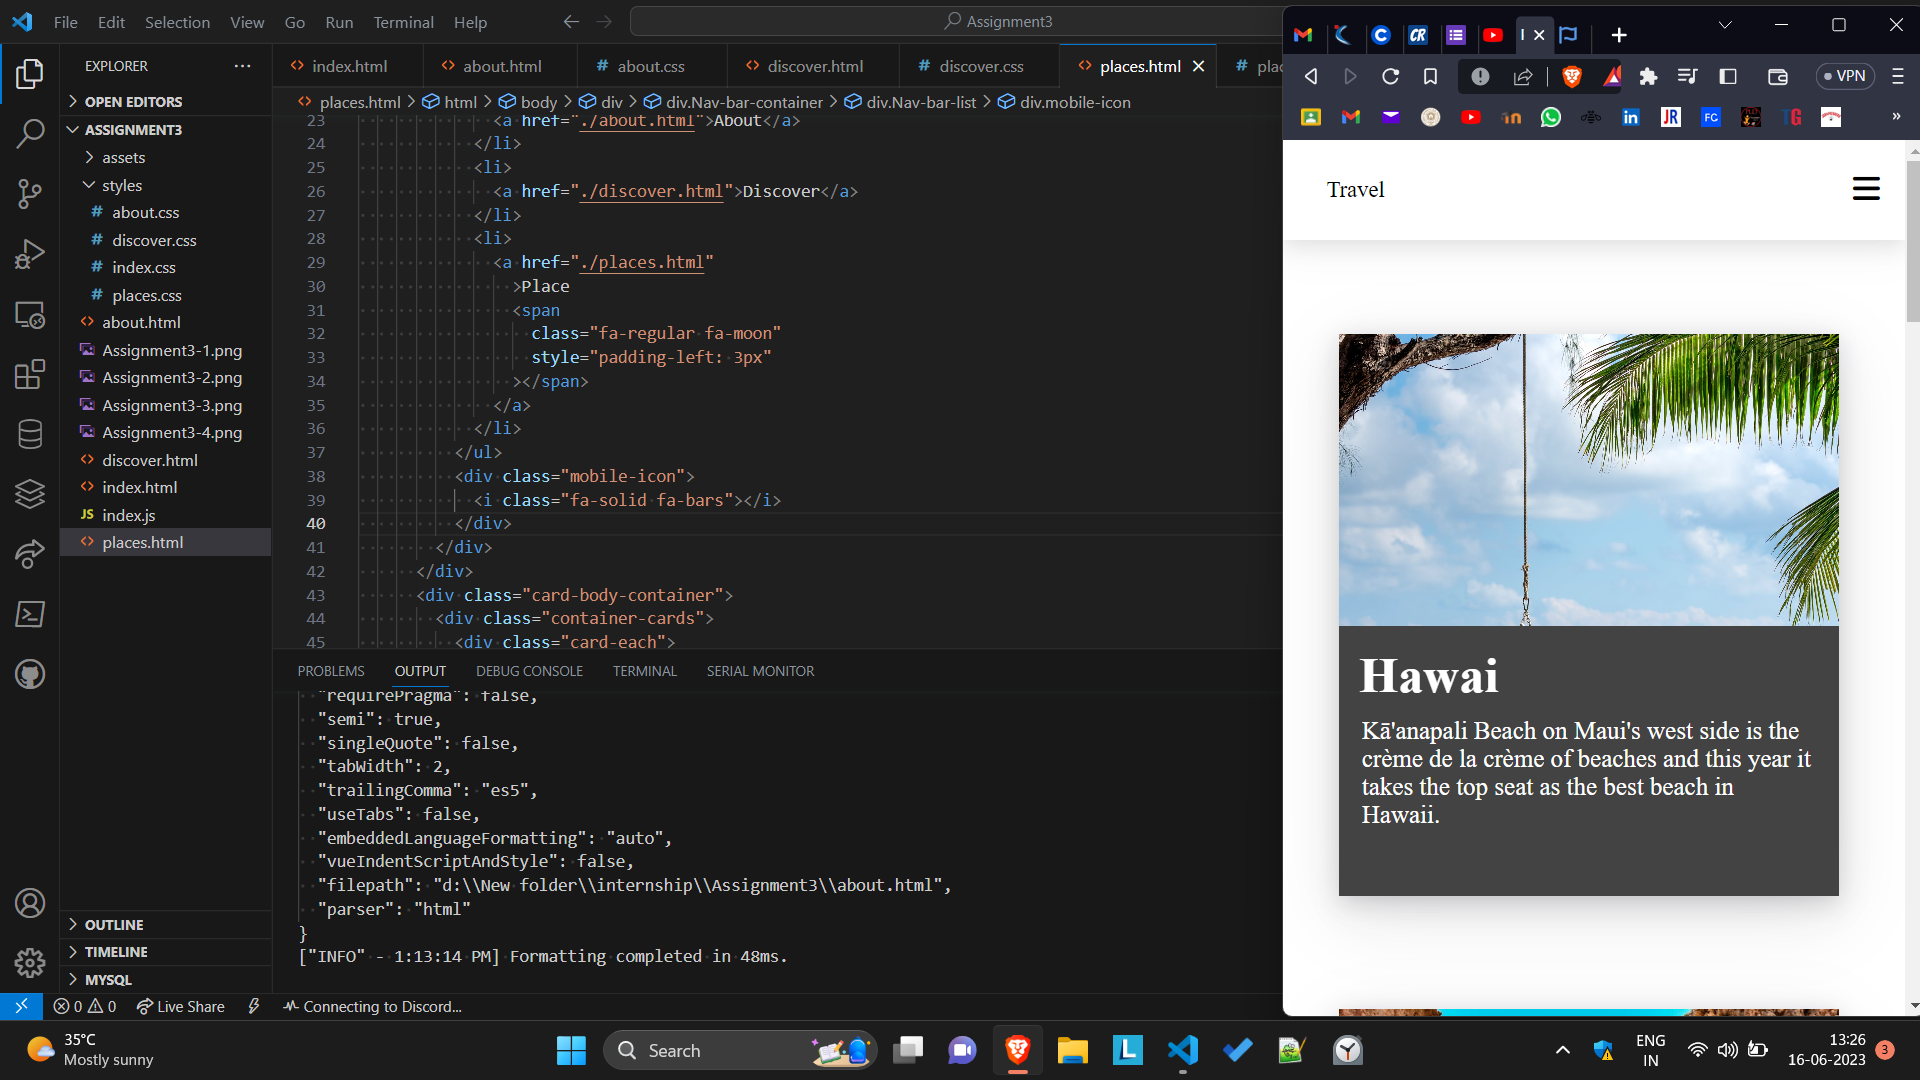 File Edit Selection View Go Run Terminal Help
Assignment3
EXPLORER
OPEN EDITORS
ASSIGNMENT3
assets
styles
# about.css
# discover.css
# index.css
# places.css
<> about.html
Assignment3-1.png
Assignment3-2.png
Assignment3-3.png
Assignment3-4.png
<> discover.html
<> index.html
JS index.js
<> places.html
OUTLINE
TIMELINE
MYSQL
<> index.html <> about.html # about.css <> discover.html # discover.css <> places.html # plac
<> places.html > html > body > div > div.Nav-bar-container > div.Nav-bar-list > div.mobile-icon
23 <a href="./about.html">About</a>
24 </li>
25 <li>
26 <a href="./discover.html">Discover</a>
27 </li>
28 <li>
29 <a href="./places.html"
30 >Place
31 <span
32 class="fa-regular fa-moon"
33 style="padding-left: 3px"
34 ></span>
35 </a>
36 </li>
37 </ul>
38 <div class="mobile-icon">
39 <i class="fa-solid fa-bars"></i>
40 </div>
41 </div>
42 </div>
43 <div class="card-body-container">
44 <div class="container-cards">
45 <div class="card-each">
PROBLEMS OUTPUT DEBUG CONSOLE TERMINAL SERIAL MONITOR
"requirePragma": false,
"semi": true,
"singleQuote": false,
"tabWidth": 2,
"trailingComma": "es5",
"useTabs": false,
"embeddedLanguageFormatting": "auto",
"vueIndentScriptAndStyle": false,
"filepath": "d:\\New folder\\internship\\Assignment3\\about.html",
"parser": "html"
}
["INFO" - 1:13:14 PM] Formatting completed in 48ms.
0 0 Live Share Connecting to Discord...
C CR I
VPN
in JR FC TG »
Travel
Hawai
Kā'anapali Beach on Maui's west side is the
crème de la crème of beaches and this year it
takes the top seat as the best beach in
Hawaii.
35°C
Mostly sunny
Search
L
ENG
IN
13:26
16-06-2023
3